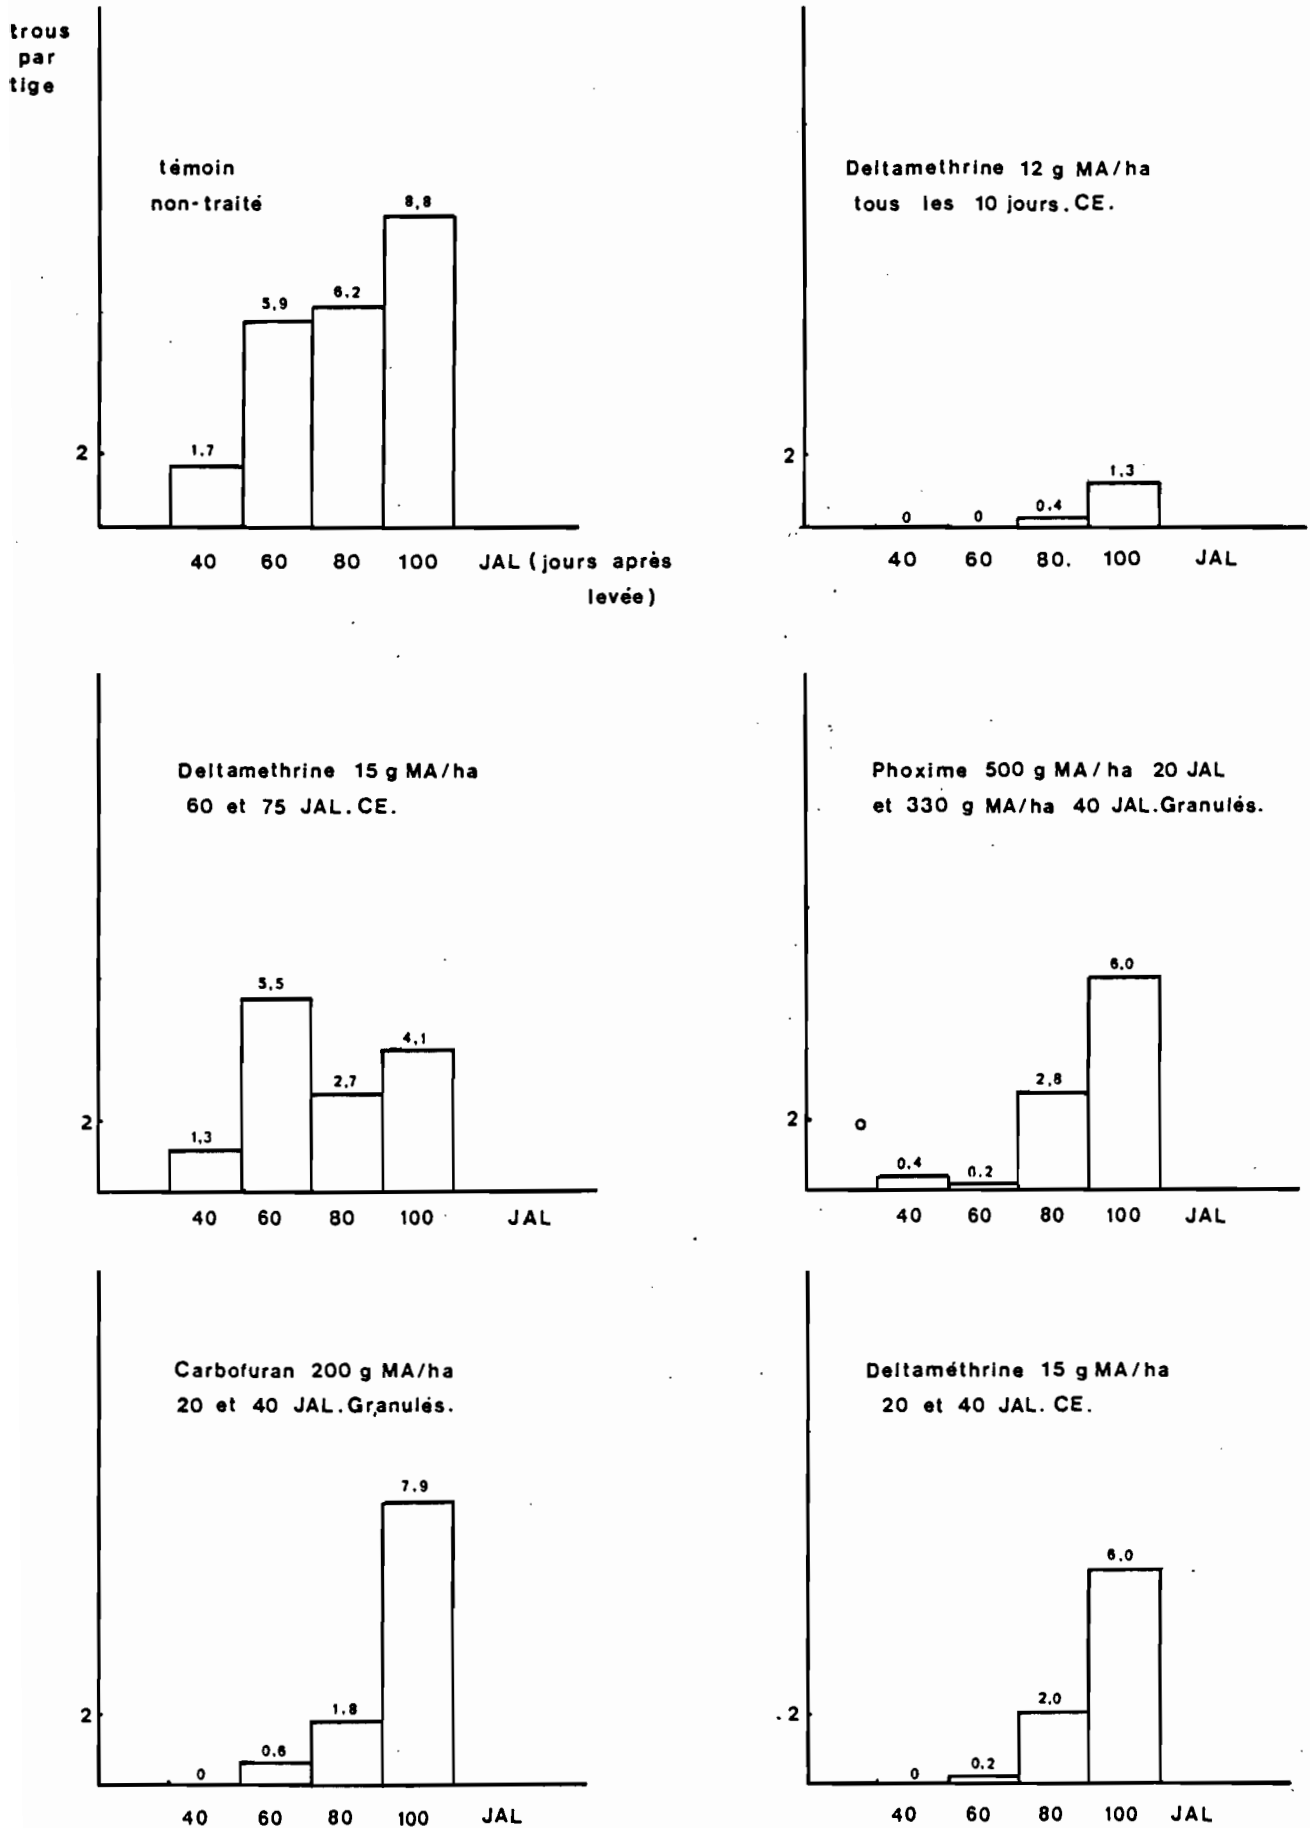 trous
par
tige
témoin
non-traité
8,8
6.2
5,9
1,7
2
40 60 80 100 JAL (jours après
levée)
Deltamethrine 12 g MA/ha
tous les 10 jours. CE.
2
1,3
0.4
0
0
40 60 80. 100 JAL
Deltamethrine 15 g MA/ha
60 et 75 JAL. CE.
5,5
4,1
2,7
2
1,3
40 60 80 100 JAL
Phoxime 500 g MA/ha 20 JAL
et 330 g MA/ha 40 JAL. Granulés.
6.0
2,8
2
0.4
0.2
40 60 80 100 JAL
Carbofuran 200 g MA/ha
20 et 40 JAL. Granulés.
7.9
2
1.8
0.6
0
40 60 80 100 JAL
Deltaméthrine 15 g MA/ha
20 et 40 JAL. CE.
6.0
2
2,0
0,2
0
40 60 80 100 JAL